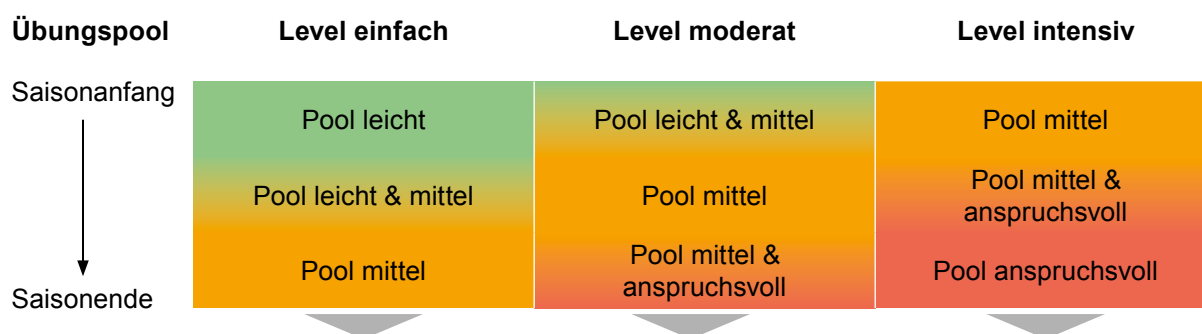 Übungspool Level einfach Level moderat Level intensiv
Saisonanfang
Pool leicht Pool leicht & mittel Pool mittel
Pool leicht & mittel Pool mittel Pool mittel &
anspruchsvoll
Pool mittel Pool mittel &
anspruchsvoll Pool anspruchsvoll
Saisonende